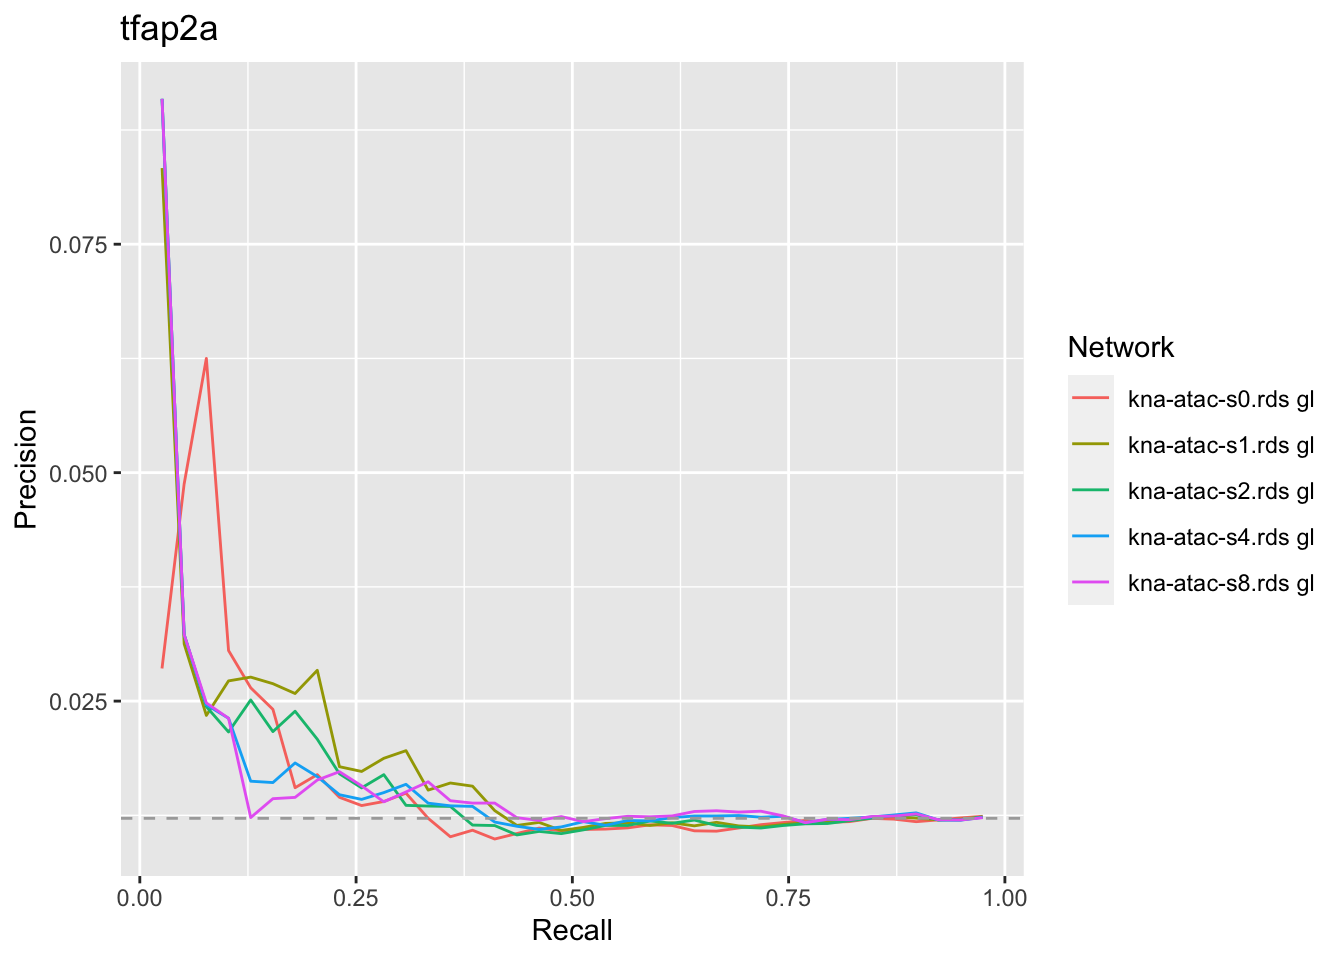 tfap2a
0.075
0.050
0.025
Precision
0.00
0.25
0.50
0.75
1.00
Recall
Network
kna-atac-s0.rds gl
kna-atac-s1.rds gl
kna-atac-s2.rds gl
kna-atac-s4.rds gl
kna-atac-s8.rds gl